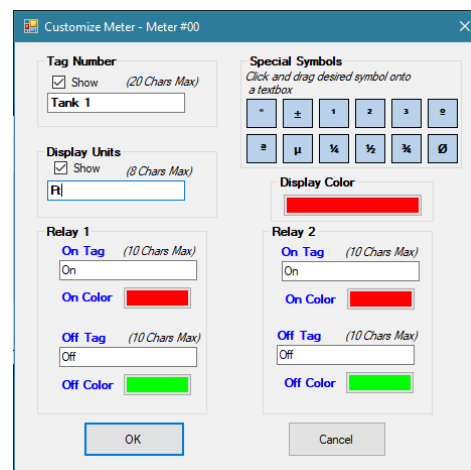 Customize Meter - Meter #00
Tag Number
Show (20 Chars Max)
Tank 1
Special Symbols
Click and drag desired symbol onto
a textbox
° ± ¹ ² ³ º
ª µ ¼ ½ ¾ Ø
Display Units
Show (8 Chars Max)
Ft
Display Color
Relay 1
On Tag (10 Chars Max)
On
On Color
Off Tag (10 Chars Max)
Off
Off Color
Relay 2
On Tag (10 Chars Max)
On
On Color
Off Tag (10 Chars Max)
Off
Off Color
OK
Cancel